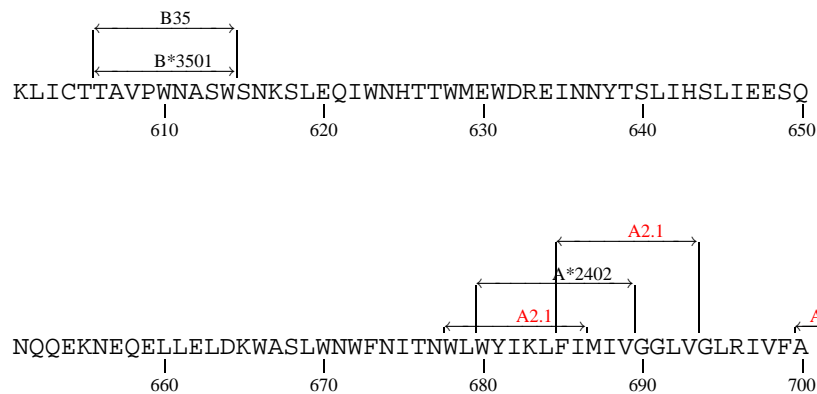 B35
B*3501
KLICTTAVPWNASWSNKSLEQIWNHTTWMEWDREINNYTSLIHSLIEESQ
610 620 630 640 650
A2.1
A*2402
A2.1 A
NQQEKNEQELLELDKWASLWNWFNITNWLWYIKLFIMIVGGLVGLRIVFA
660 670 680 690 700